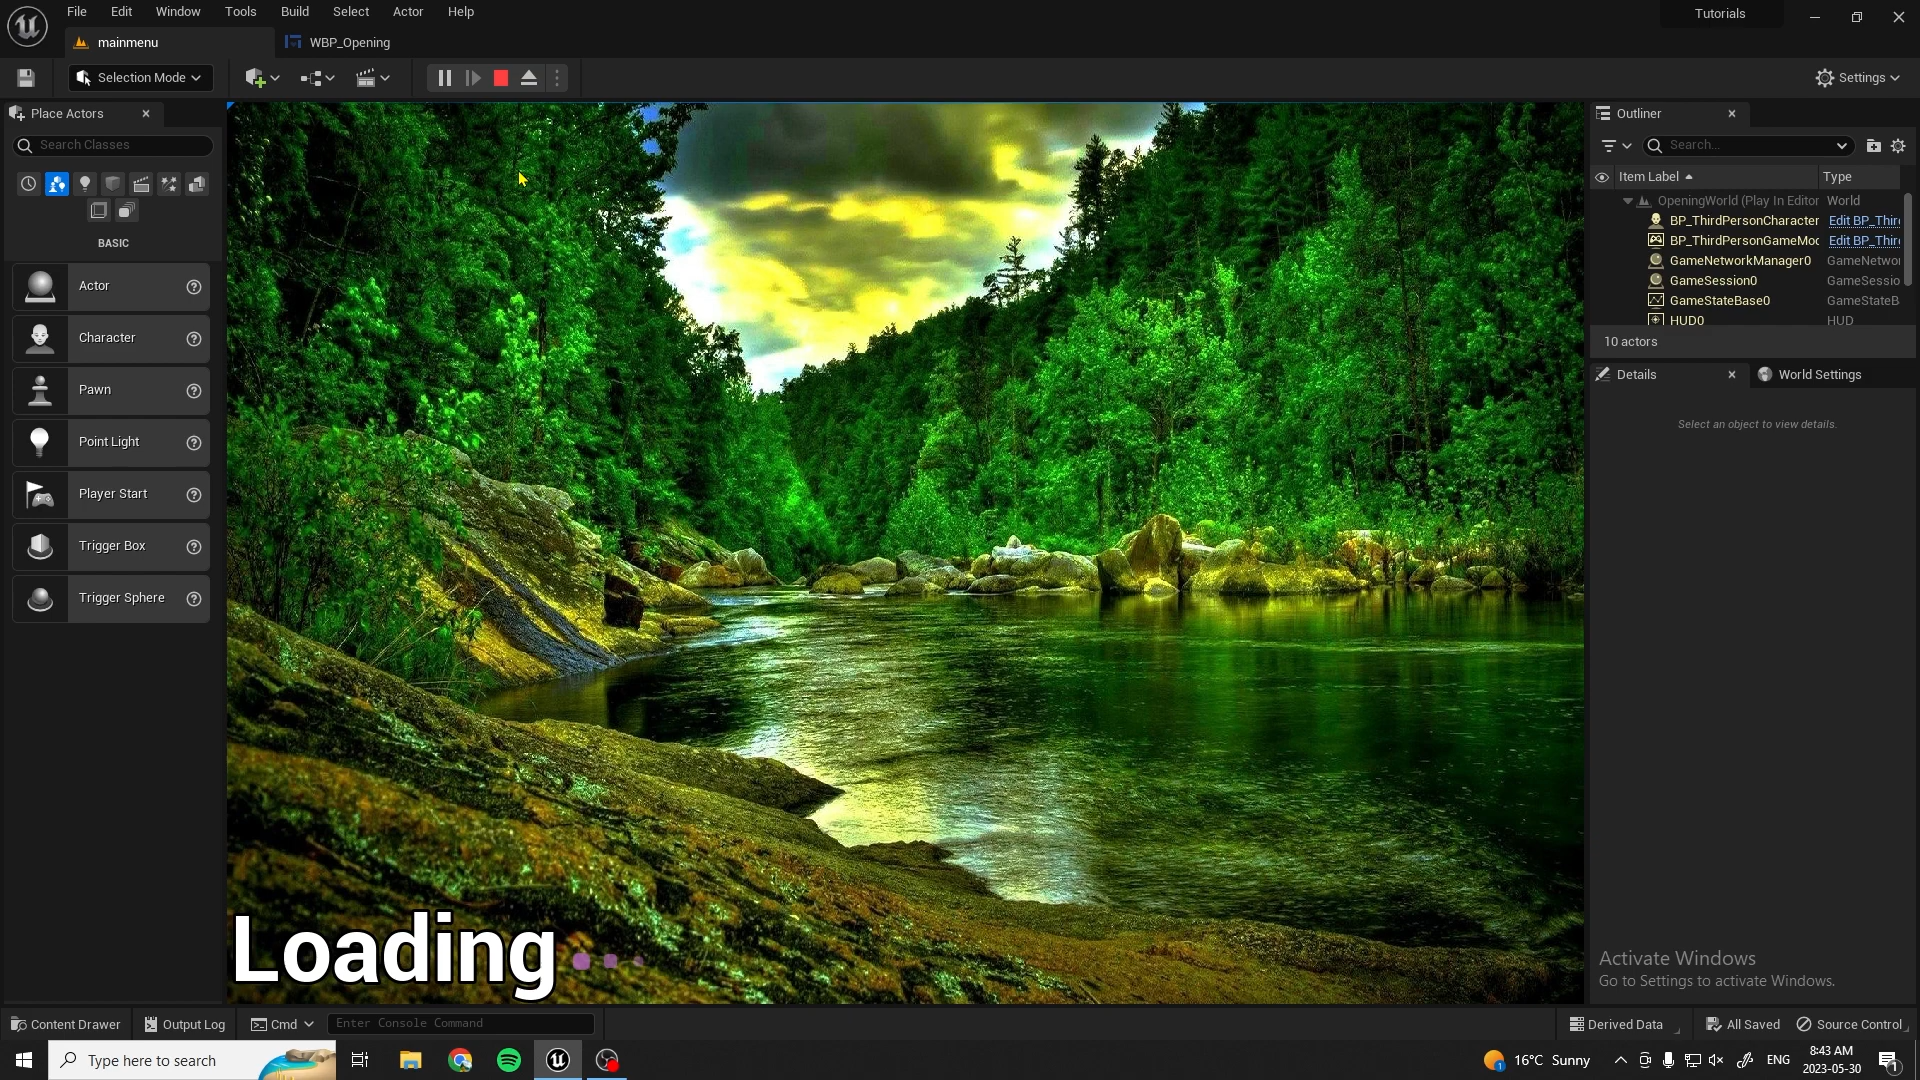 File Edit Window Tools Build Select Actor Help
Tutorials
mainmenu
WBP_Opening
Selection Mode
Settings
Place Actors
Search Classes
BASIC
Actor
Character
Pawn
Point Light
Player Start
Trigger Box
Trigger Sphere
Loading
Outliner
Search...
Item Label Type
OpeningWorld (Play In Editor World
BP_ThirdPersonCharacter Edit BP_Thir
BP_ThirdPersonGameMoc Edit BP_Thir
GameNetworkManager0 GameNetwo
GameSession0 GameSessio
GameStateBase0 GameStateB
HUD0 HUD
10 actors
Details
World Settings
Select an object to view details.
Activate Windows
Go to Settings to activate Windows.
Content Drawer Output Log Cmd Enter Console Command
Derived Data All Saved Source Control
Type here to search
16°C Sunny
ENG
8:43 AM
2023-05-30
1